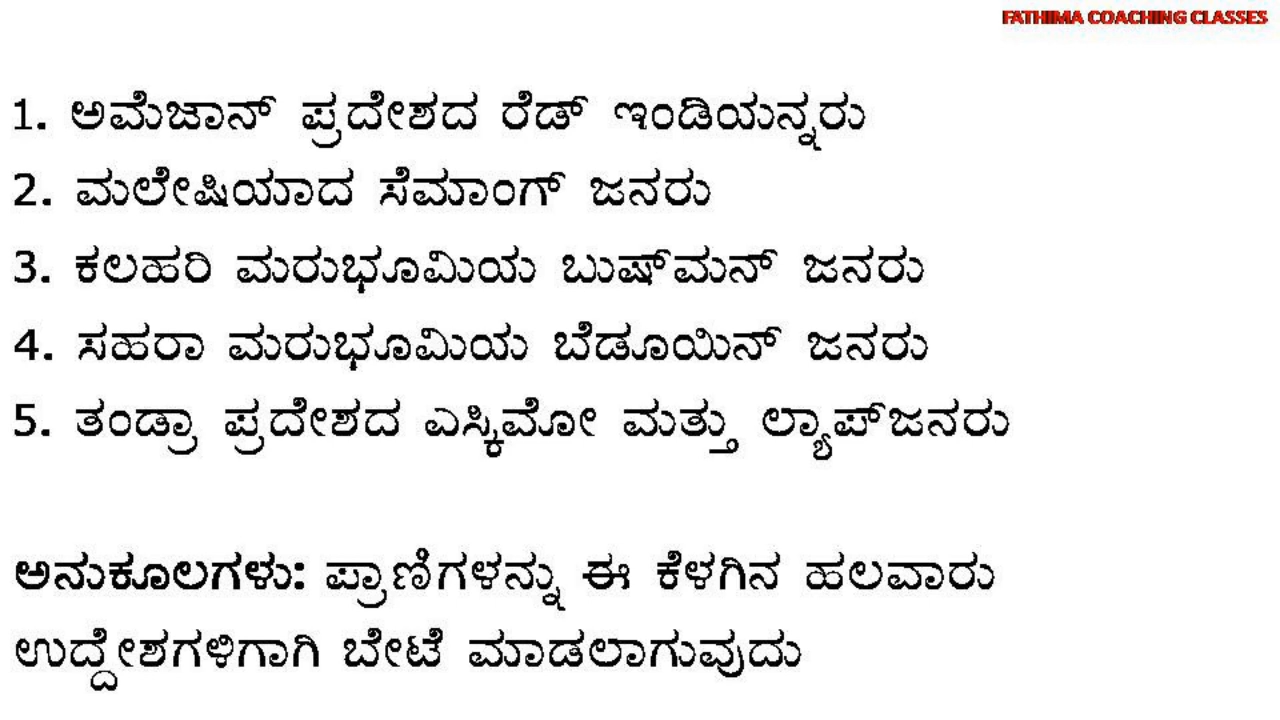 FATHIMA COACHING CLASSES
1. ಅಮೆಜಾನ್ ಪ್ರದೇಶದ ರೆಡ್ ಇಂಡಿಯನ್ನರು
2. ಮಲೇಷಿಯಾದ ಸೆಮಾಂಗ್ ಜನರು
3. ಕಲಹರಿ ಮರುಭೂಮಿಯ ಬುಷ್‌ಮನ್ ಜನರು
4. ಸಹರಾ ಮರುಭೂಮಿಯ ಬೆಡೂಯಿನ್ ಜನರು
5. ತಂಡ್ರಾ ಪ್ರದೇಶದ ಎಸ್ಕಿಮೋ ಮತ್ತು ಲ್ಯಾಪ್‌ಜನರು
ಅನುಕೂಲಗಳು: ಪ್ರಾಣಿಗಳನ್ನು ಈ ಕೆಳಗಿನ ಹಲವಾರು
ಉದ್ದೇಶಗಳಿಗಾಗಿ ಬೇಟೆ ಮಾಡಲಾಗುವುದು